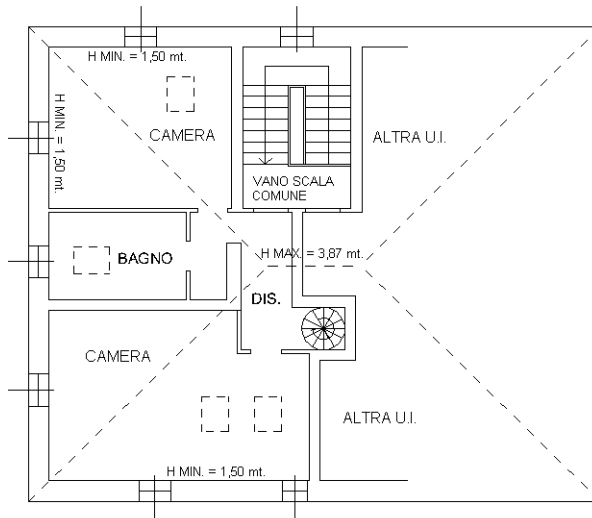 H MIN. = 1,50 mt.
H MIN. = 1,50 mt.
CAMERA
ALTRA U.I.
VANO SCALA
COMUNE
BAGNO
H MAX. = 3,87 mt.
DIS.
CAMERA
ALTRA U.I.
H MIN. = 1,50 mt.